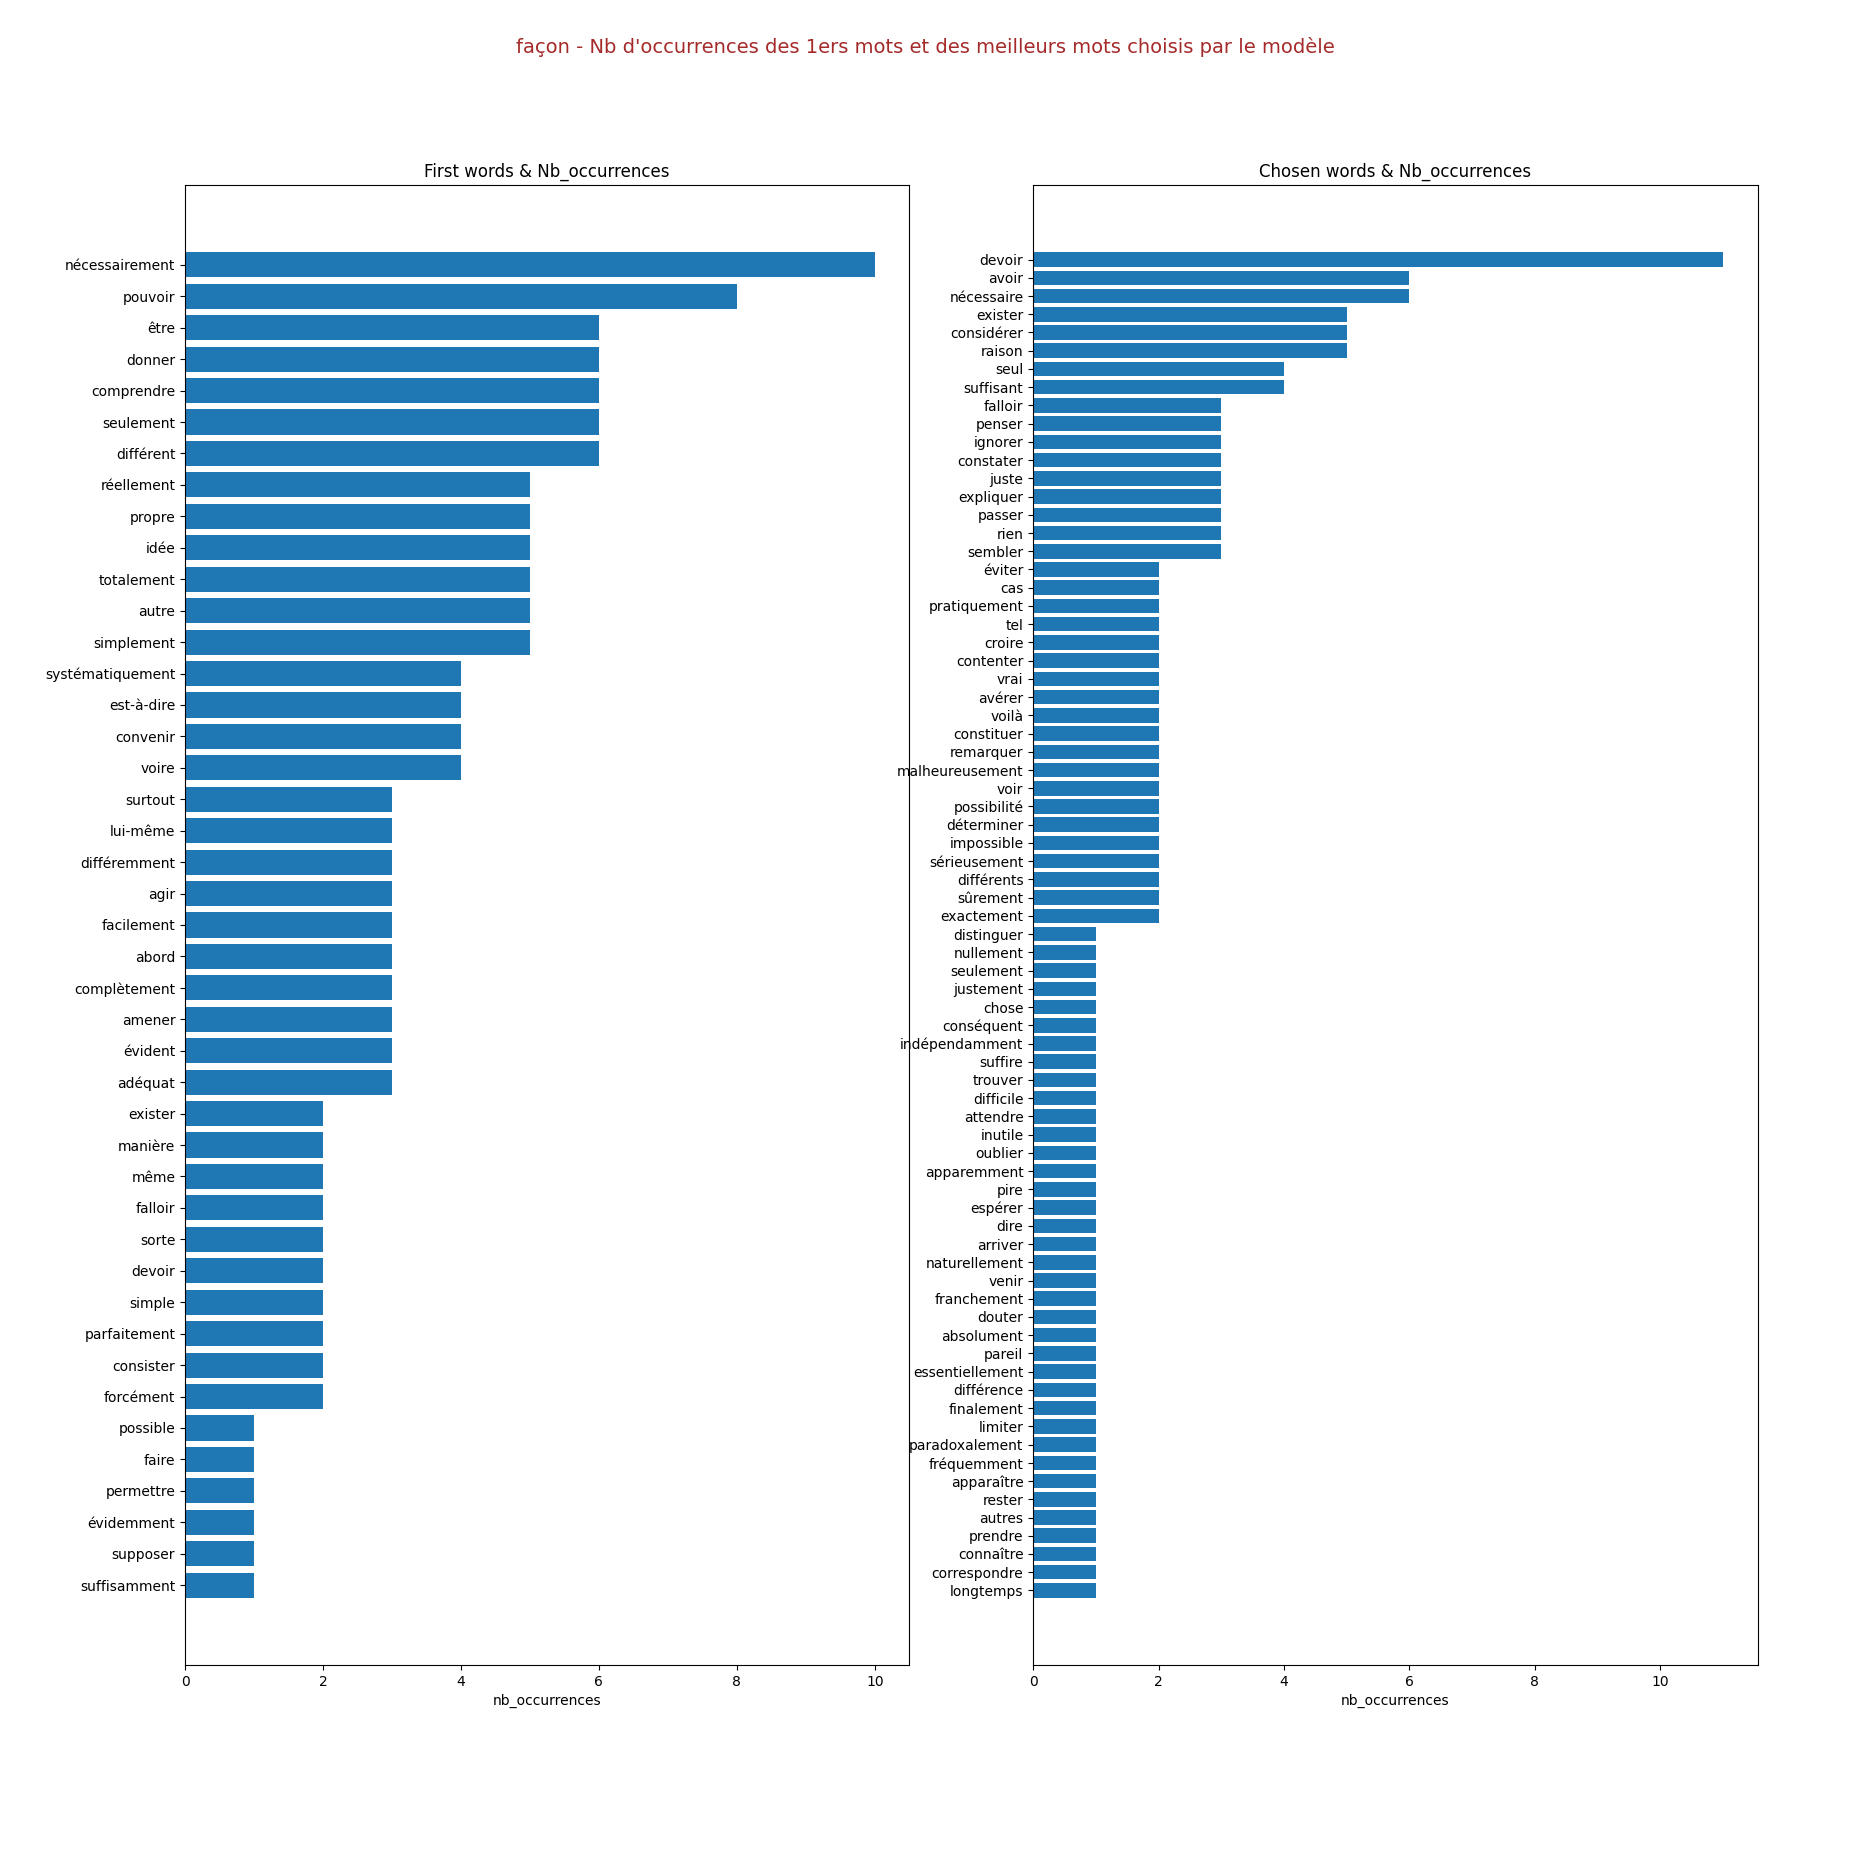 façon - Nb d'occurrences des 1ers mots et des meilleurs mots choisis par le modèle
First words & Nb_occurrences
nécessairement
pouvoir
être
donner
comprendre
seulement
différent
réellement
propre
idée
totalement
autre
simplement
systématiquement
est-à-dire
convenir
voire
surtout
lui-même
différemment
agir
facilement
abord
complètement
amener
évident
adéquat
exister
manière
même
falloir
sorte
devoir
simple
parfaitement
consister
forcément
possible
faire
permettre
évidemment
supposer
suffisamment
0 2 4 6 8 10
nb_occurrences
Chosen words & Nb_occurrences
devoir
avoir
nécessaire
exister
considérer
raison
seul
suffisant
falloir
penser
ignorer
constater
juste
expliquer
passer
rien
sembler
éviter
cas
pratiquement
tel
croire
contenter
vrai
avérer
voilà
constituer
remarquer
malheureusement
voir
possibilité
déterminer
impossible
sérieusement
différents
sûrement
exactement
distinguer
nullement
seulement
justement
chose
conséquent
indépendamment
suffire
trouver
difficile
attendre
inutile
oublier
apparemment
pire
espérer
dire
arriver
naturellement
venir
franchement
douter
absolument
pareil
essentiellement
différence
finalement
limiter
paradoxalement
fréquemment
apparaître
rester
autres
prendre
connaître
correspondre
longtemps
0 2 4 6 8 10
nb_occurrences